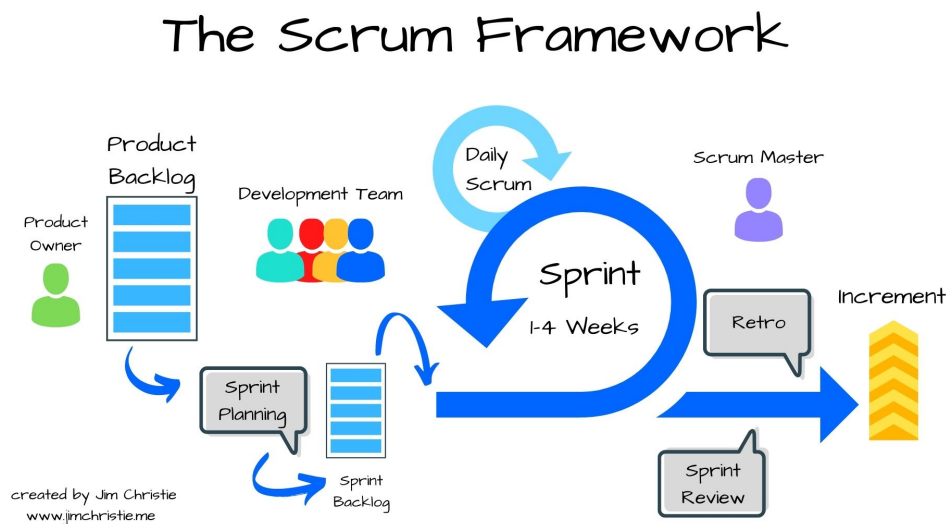 The Scrum Framework
Product
Backlog
Product
Owner
Development Team
Daily
Scrum
Scrum Master
Sprint
1-4 Weeks
Retro
Increment
Sprint
Planning
Sprint
Backlog
Sprint
Review
created by Jim Christie
www.jimchristie.me